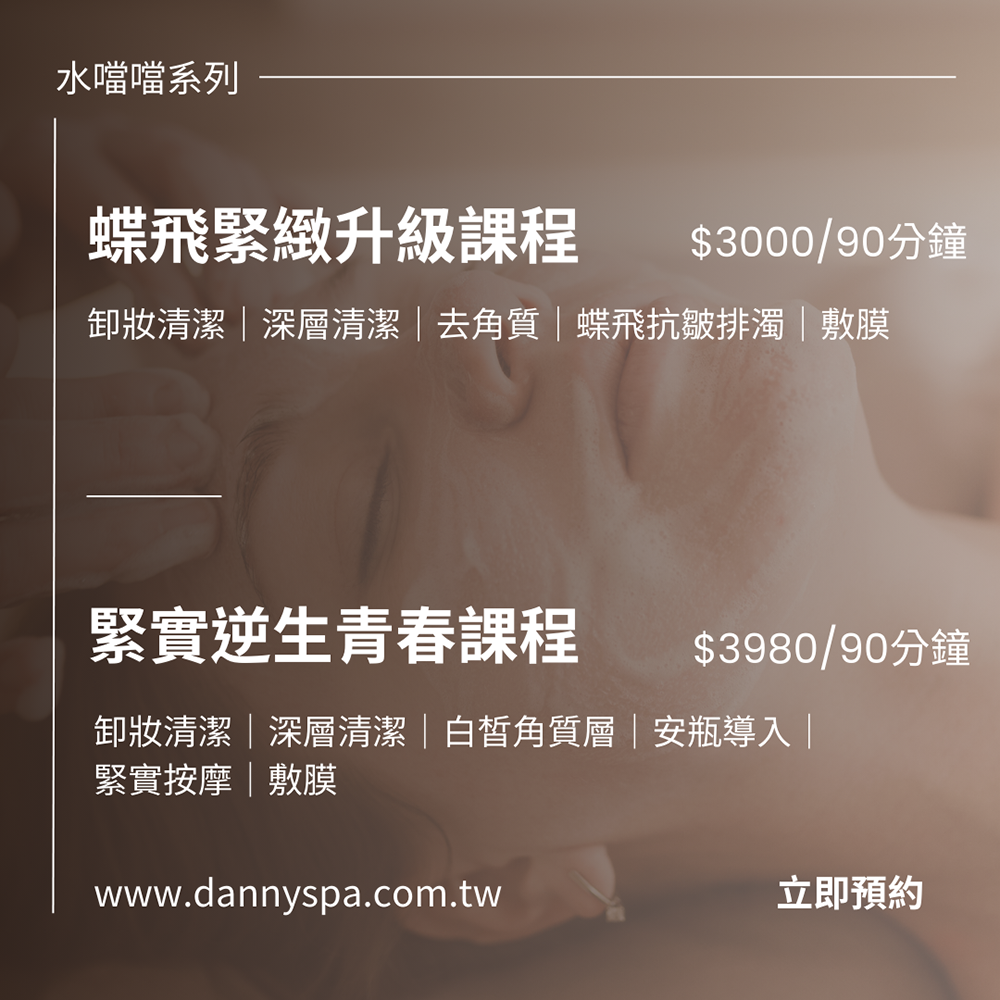 水噹噹系列
蝶飛緊緻升級課程
$3000/90分鐘
卸妝清潔｜深層清潔｜去角質｜蝶飛抗皺排濁｜敷膜
緊實逆生青春課程
$3980/90分鐘
卸妝清潔｜深層清潔｜白皙角質層｜安瓶導入｜
緊實按摩｜敷膜
www.dannyspa.com.tw
立即預約